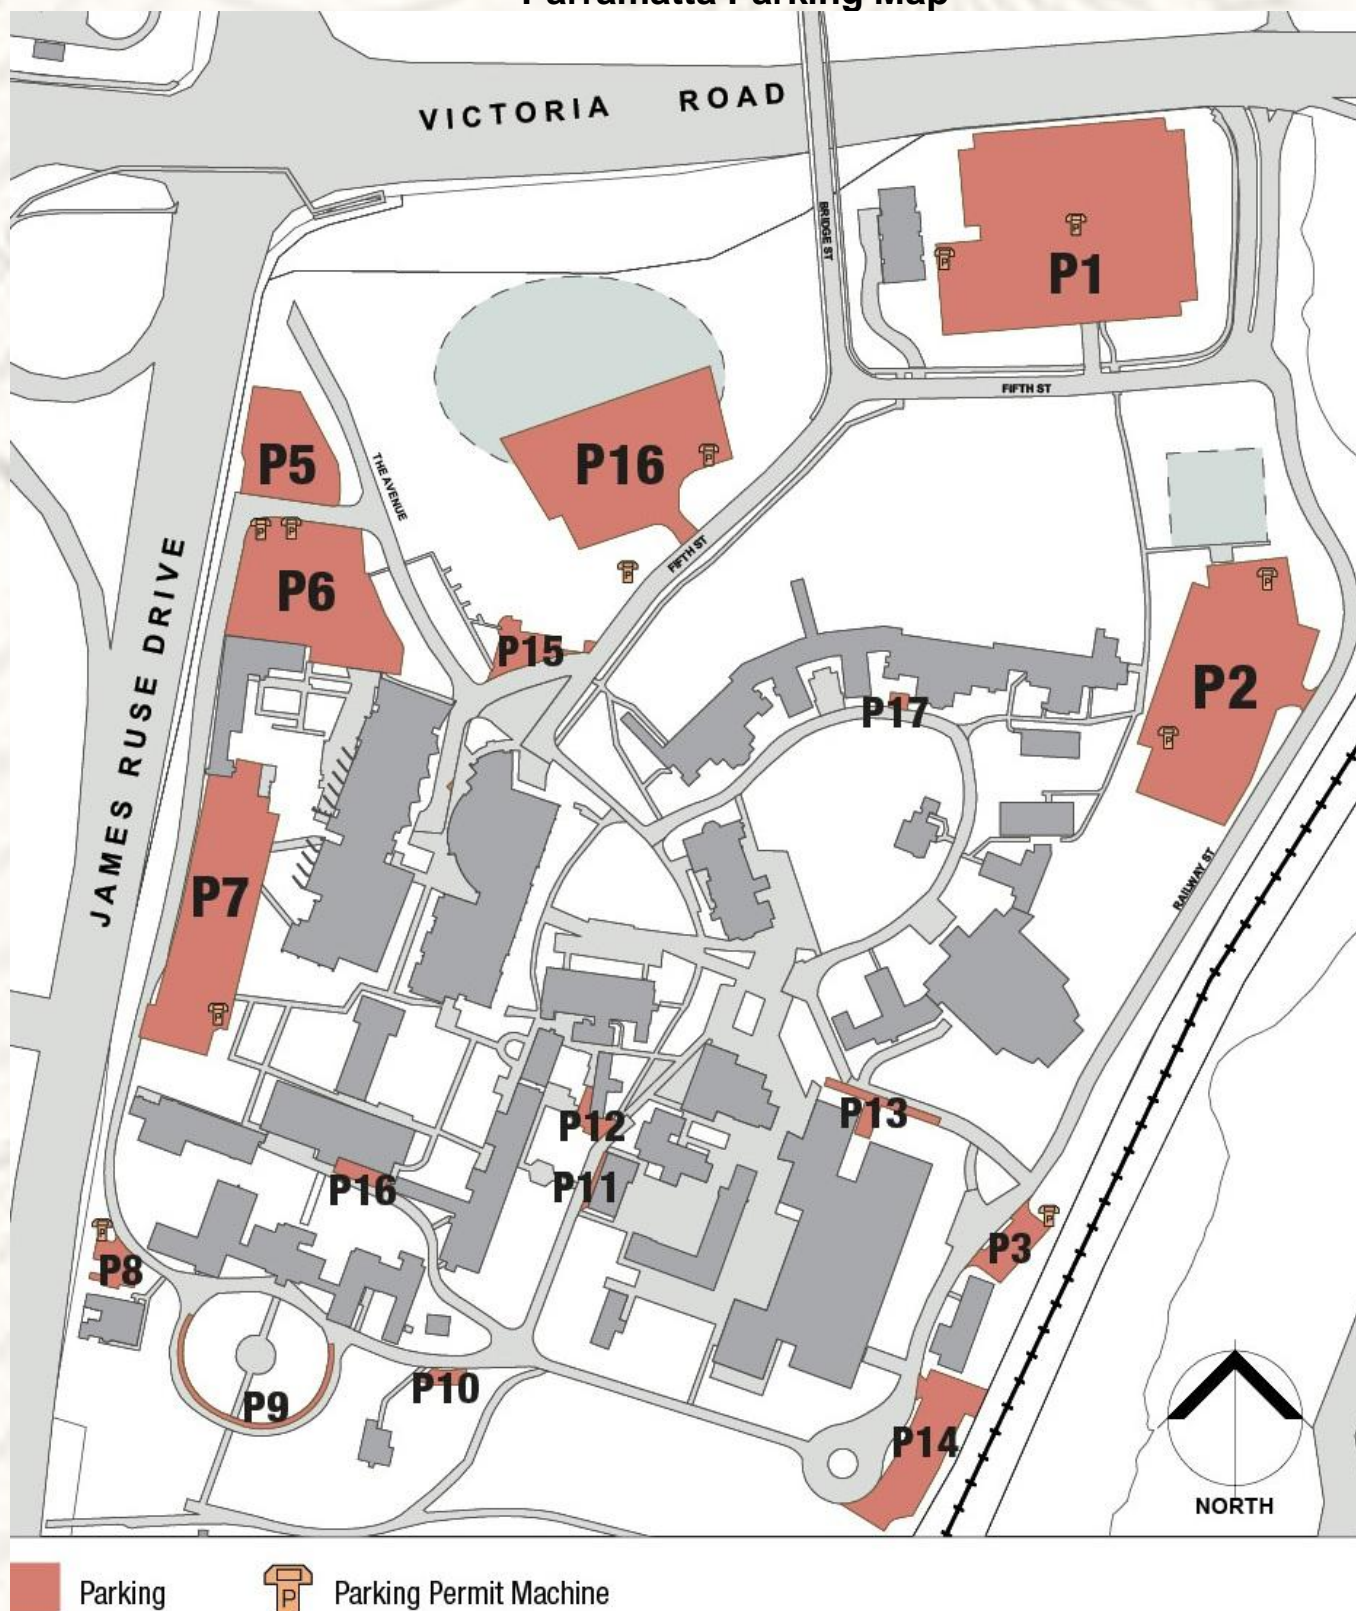 Parramatta Parking Map
VICTORIA ROAD
BRIDGE ST
P1
FIFTH ST
P5
THE AVENUE
P16
P
P6
FIFTH ST
P15
P2
P17
JAMES RUSE DRIVE
P7
RAILWAY ST
P12
P13
P11
P16
P3
P8
P10
P9
P14
NORTH
Parking
P Parking Permit Machine